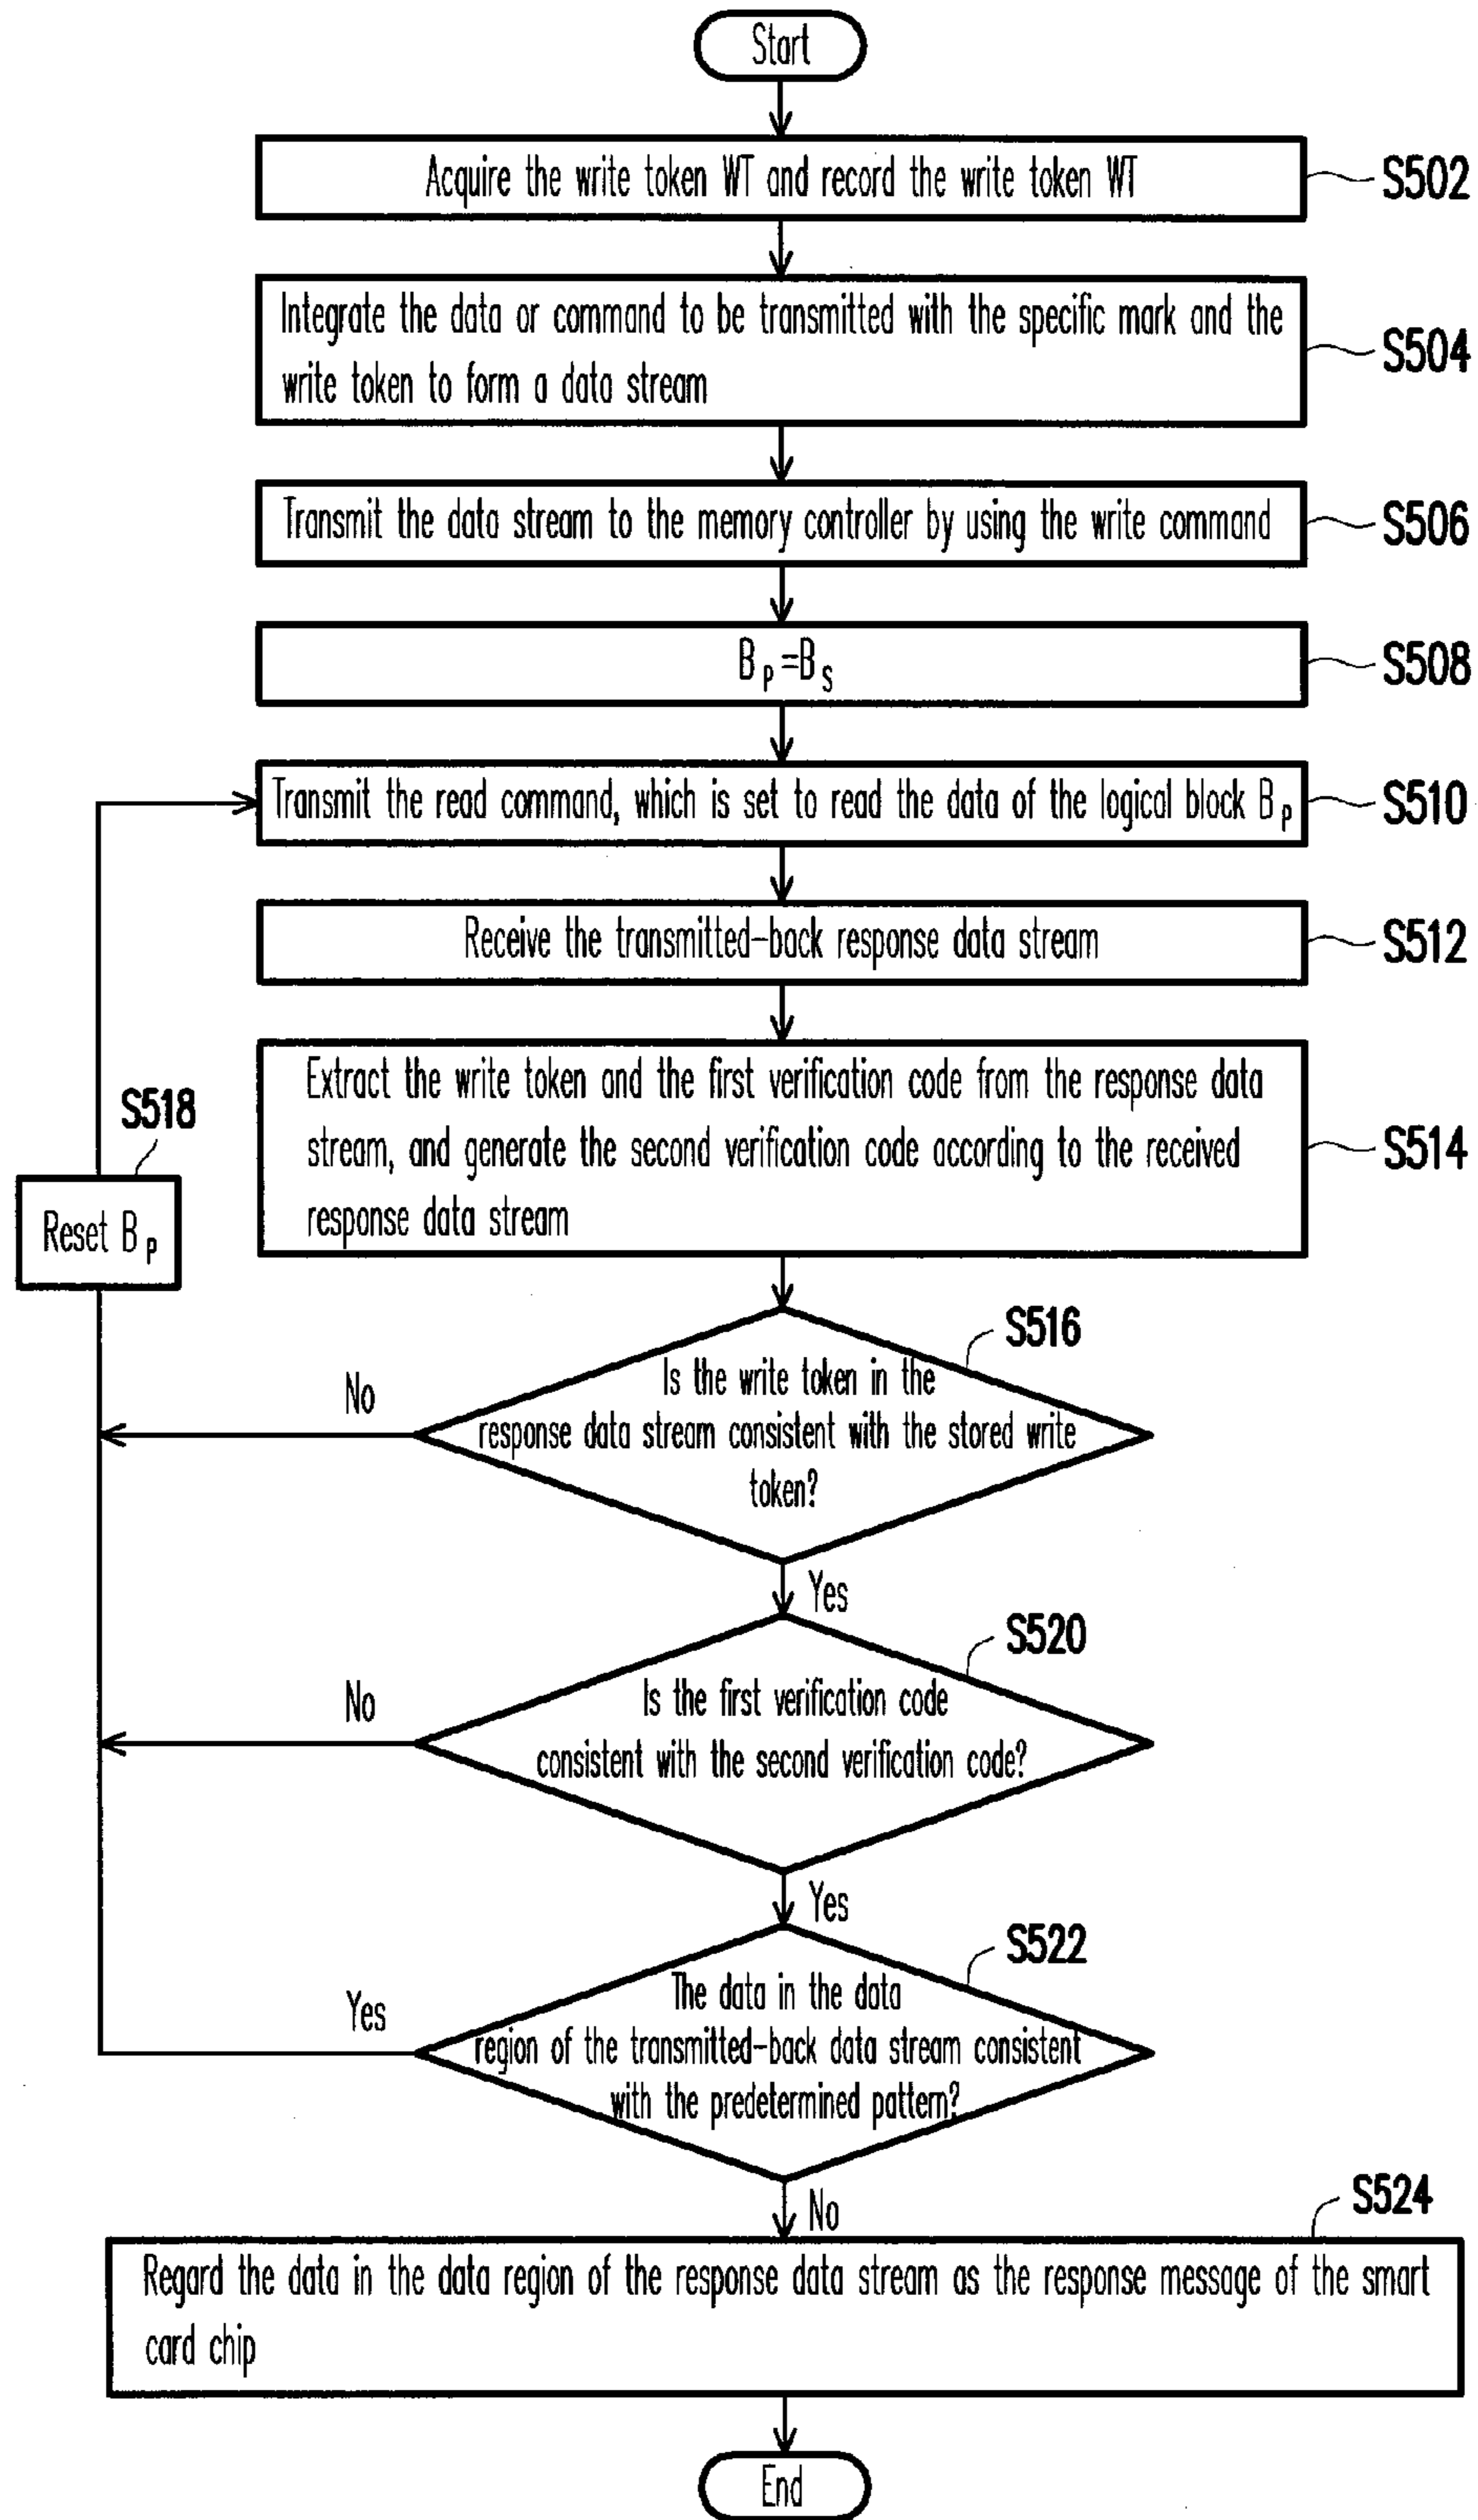 Start
Acquire the write token WT and record the write token WT
S502
Integrate the data or command to be transmitted with the specific mark and the
write token to form a data stream
S504
Transmit the data stream to the memory controller by using the write command
S506
BP=BS
S508
Transmit the read command, which is set to read the data of the logical block BP
S510
Receive the transmitted-back response data stream
S512
Extract the write token and the first verification code from the response data
stream, and generate the second verification code according to the received
response data stream
S514
S518
Reset BP
S516
Is the write token in the
response data stream consistent with the stored write
token?
No
Yes
S520
Is the first verification code
consistent with the second verification code?
No
Yes
S522
The data in the data
region of the transmitted-back data stream consistent
with the predetermined pattern?
Yes
No
S524
Regard the data in the data region of the response data stream as the response message of the smart
card chip
End